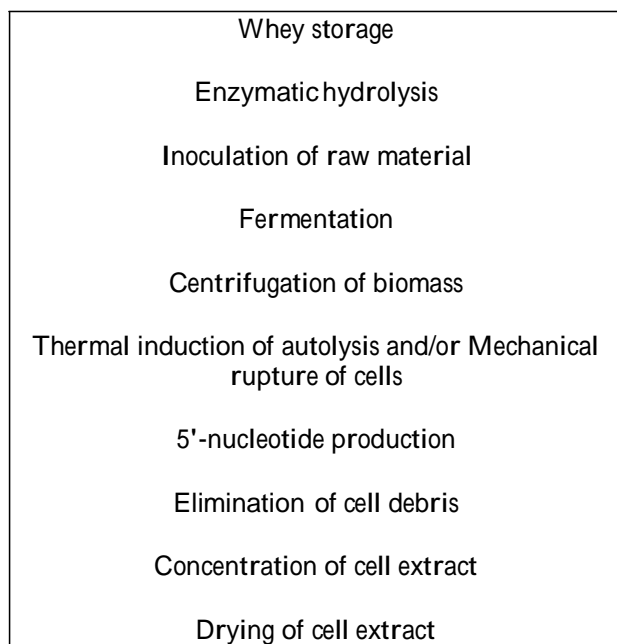 Whey storage
Enzymatic hydrolysis
Inoculation of raw material
Fermentation
Centrifugation of biomass
Thermal induction of autolysis and/or Mechanical
rupture of cells
5'-nucleotide production
Elimination of cell debris
Concentration of cell extract
Drying of cell extract